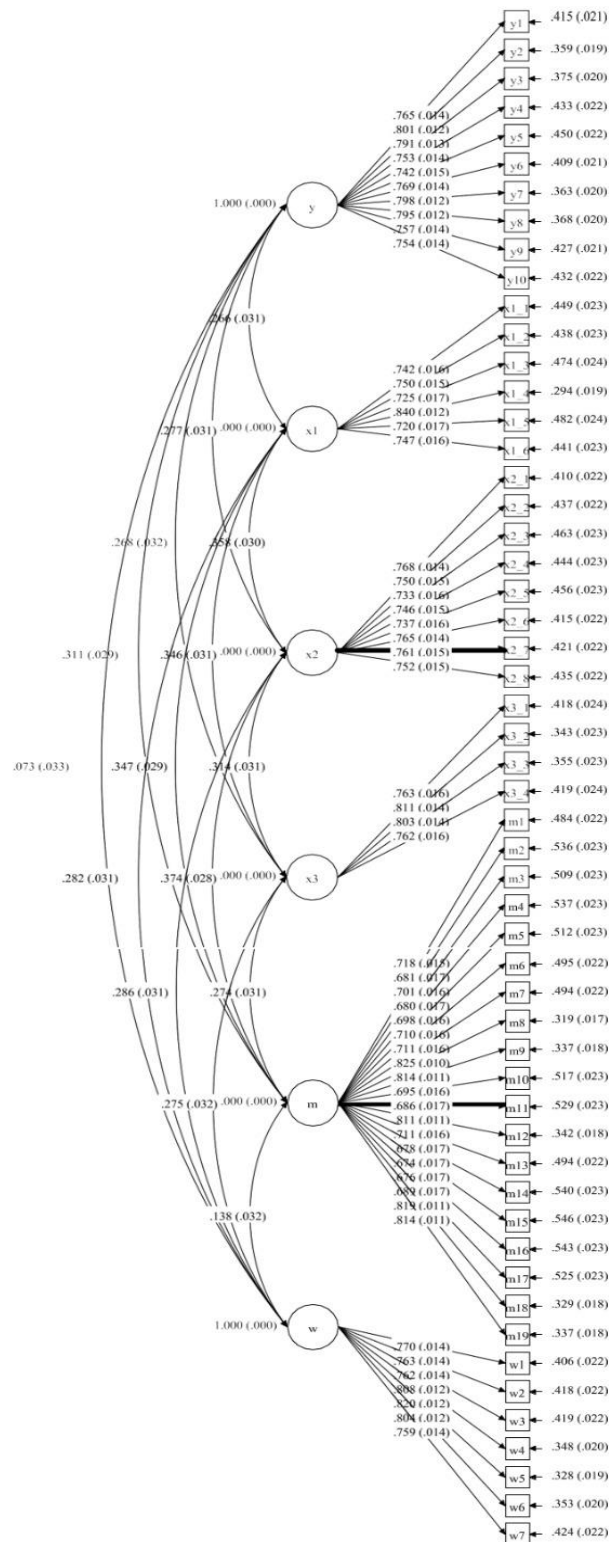 y1 .415 (.021)
y2 .359 (.019)
y3 .375 (.020)
y4 .433 (.022)
y5 .450 (.022)
y6 .409 (.021)
y7 .363 (.020)
y8 .368 (.020)
y9 .427 (.021)
y10 .432 (.022)
.765 (.014)
.801 (.012)
.791 (.013)
.753 (.014)
.742 (.015)
.769 (.014)
.798 (.012)
.795 (.012)
.757 (.014)
.754 (.014)
1.000 (.000) y
.266 (.031)
x1_1 .449 (.023)
x1_2 .438 (.023)
x1_3 .474 (.024)
x1_4 .294 (.019)
x1_5 .482 (.024)
x1_6 .441 (.023)
.742 (.016)
.750 (.015)
.725 (.017)
.840 (.012)
.720 (.017)
.747 (.016)
.277 (.031) .000 (.000) x1
x2_1 .410 (.022)
x2_2 .437 (.022)
x2_3 .463 (.023)
x2_4 .444 (.023)
x2_5 .456 (.023)
x2_6 .415 (.022)
x2_7 .421 (.022)
x2_8 .435 (.022)
.268 (.032) .358 (.030)
.768 (.014)
.750 (.015)
.733 (.016)
.746 (.015)
.737 (.016)
.765 (.014)
.761 (.015)
.752 (.015)
.311 (.029) .346 (.031) .000 (.000) x2
x3_1 .418 (.024)
x3_2 .343 (.023)
x3_3 .355 (.023)
x3_4 .419 (.024)
.073 (.033) .347 (.029) .314 (.031)
.763 (.016)
.811 (.014)
.803 (.014)
.762 (.016)
.282 (.031) .374 (.028) .000 (.000) x3
m1 .484 (.022)
m2 .536 (.023)
m3 .509 (.023)
m4 .537 (.023)
m5 .512 (.023)
m6 .495 (.022)
m7 .494 (.022)
m8 .319 (.017)
m9 .337 (.018)
m10 .517 (.023)
m11 .529 (.023)
m12 .342 (.018)
m13 .494 (.022)
m14 .540 (.023)
m15 .546 (.023)
m16 .543 (.023)
m17 .525 (.023)
m18 .329 (.018)
m19 .337 (.018)
.718 (.015)
.681 (.017)
.701 (.016)
.680 (.017)
.698 (.016)
.710 (.016)
.711 (.016)
.825 (.010)
.814 (.011)
.695 (.016)
.686 (.017)
.811 (.011)
.711 (.016)
.678 (.017)
.674 (.017)
.676 (.017)
.689 (.017)
.819 (.011)
.814 (.011)
.286 (.031) .274 (.031)
.275 (.032) .000 (.000) m
.138 (.032)
1.000 (.000) w
w1 .406 (.022)
w2 .418 (.022)
w3 .419 (.022)
w4 .348 (.020)
w5 .328 (.019)
w6 .353 (.020)
w7 .424 (.022)
.770 (.014)
.763 (.014)
.762 (.014)
.808 (.012)
.820 (.012)
.804 (.012)
.759 (.014)